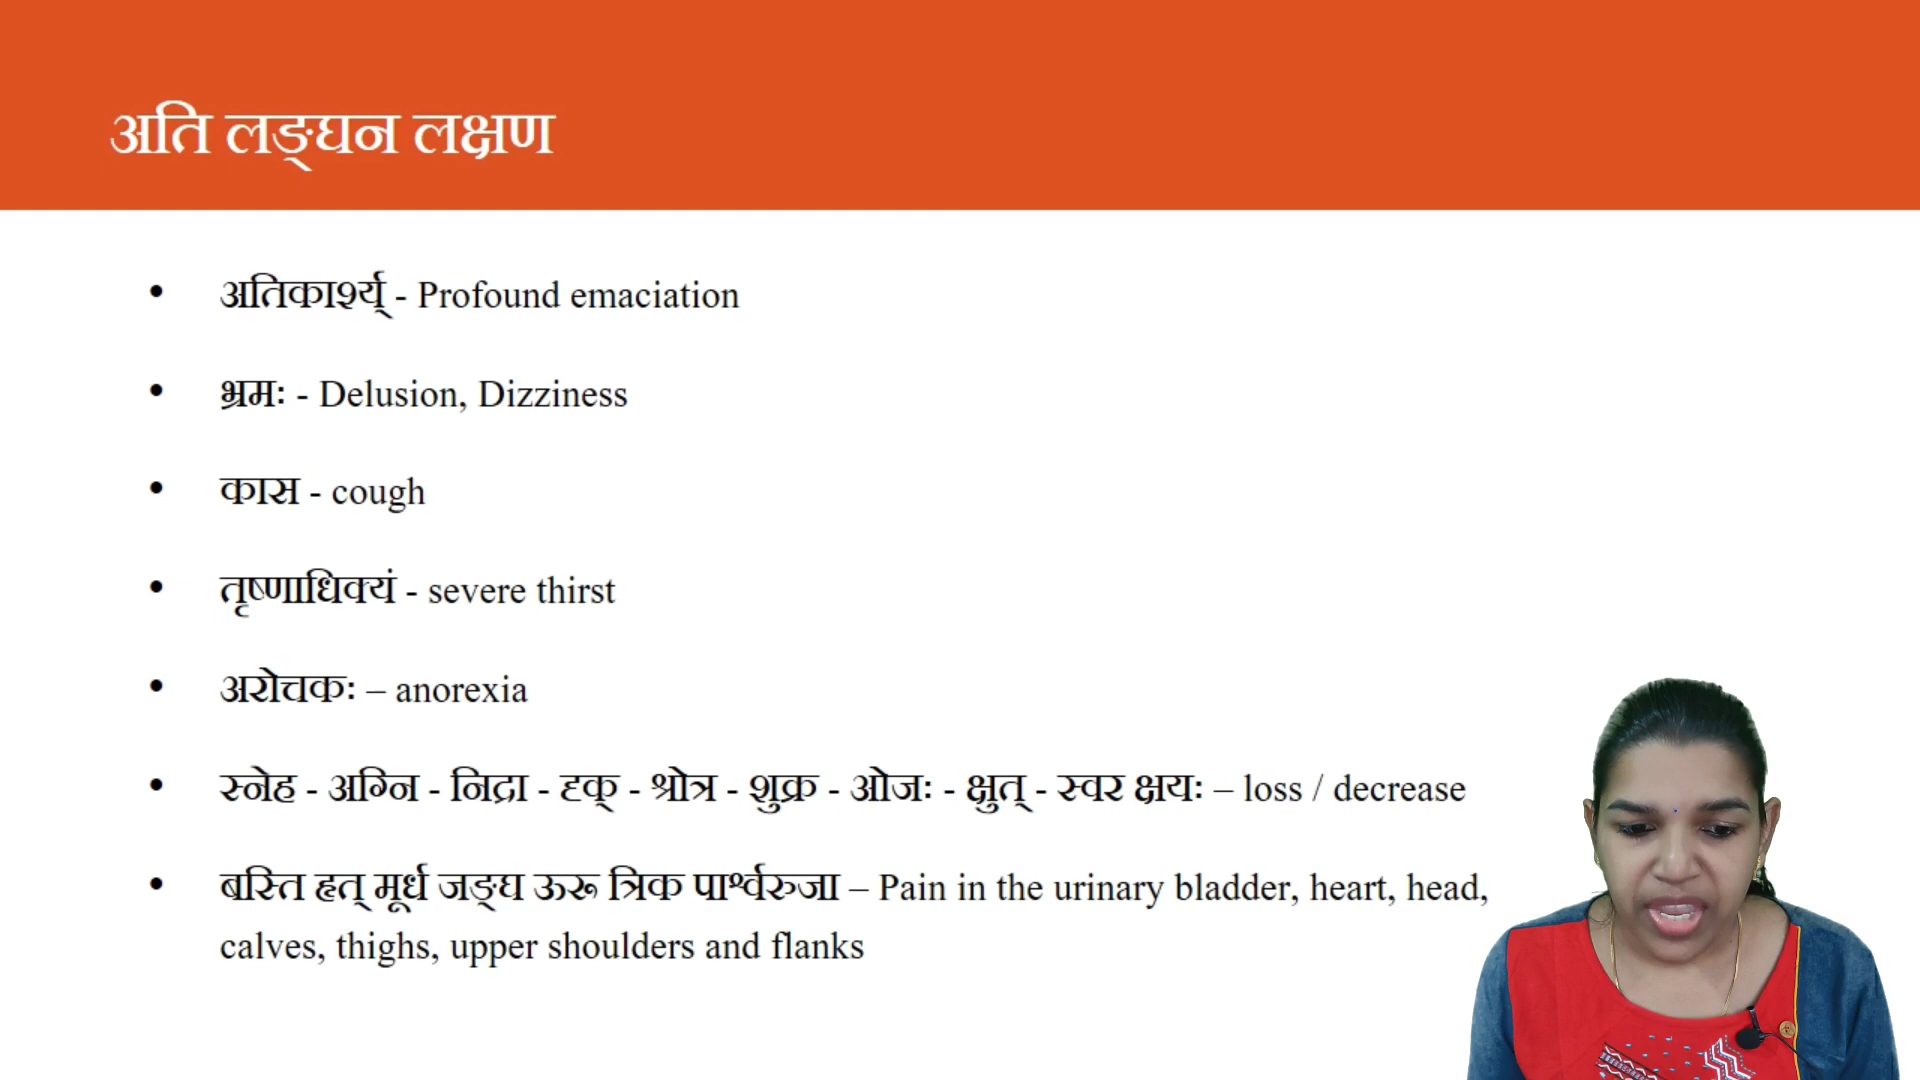 अति लङ्घन लक्षण
• अतिकार्श्य् - Profound emaciation
• भ्रमः - Delusion, Dizziness
• कास - cough
• तृष्णाधिक्यं - severe thirst
• अरोचकः – anorexia
• स्नेह - अग्नि - निद्रा - दृक् - श्रोत्र - शुक्र - ओजः - क्षुत् - स्वर क्षयः – loss / decrease
• बस्ति हृत् मूर्ध जङ्घ ऊरू त्रिक पार्श्वरुजा – Pain in the urinary bladder, heart, head,
calves, thighs, upper shoulders and flanks